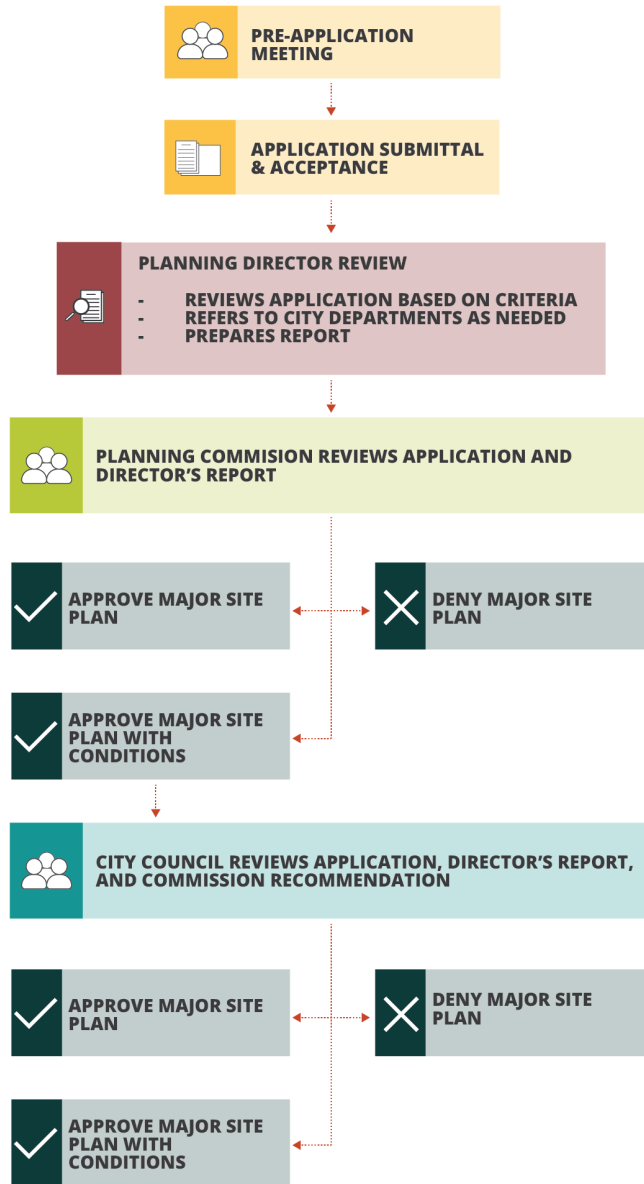 PRE-APPLICATION
MEETING
APPLICATION SUBMITTAL
& ACCEPTANCE
PLANNING DIRECTOR REVIEW
- REVIEWS APPLICATION BASED ON CRITERIA
- REFERS TO CITY DEPARTMENTS AS NEEDED
- PREPARES REPORT
PLANNING COMMISION REVIEWS APPLICATION AND
DIRECTOR'S REPORT
APPROVE MAJOR SITE
PLAN
DENY MAJOR SITE
PLAN
APPROVE MAJOR SITE
PLAN WITH
CONDITIONS
CITY COUNCIL REVIEWS APPLICATION, DIRECTOR'S REPORT,
AND COMMISSION RECOMMENDATION
APPROVE MAJOR SITE
PLAN
DENY MAJOR SITE
PLAN
APPROVE MAJOR SITE
PLAN WITH
CONDITIONS